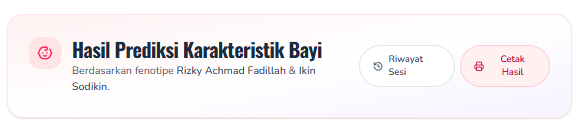 Hasil Prediksi Karakteristik Bayi
Berdasarkan fenotipe Rizky Achmad Fadillah & Ikin
Sodikin.
Riwayat
Sesi
Cetak
Hasil